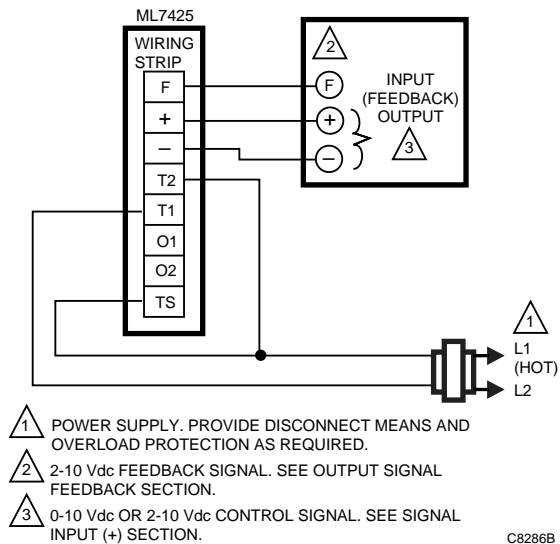 ML7425
WIRING
STRIP
F
+
–
T2
T1
O1
O2
TS
2
F
+
–
INPUT
(FEEDBACK)
OUTPUT
3
1
L1
(HOT)
L2
1 POWER SUPPLY. PROVIDE DISCONNECT MEANS AND
OVERLOAD PROTECTION AS REQUIRED.
2 2-10 Vdc FEEDBACK SIGNAL. SEE OUTPUT SIGNAL
FEEDBACK SECTION.
3 0-10 Vdc OR 2-10 Vdc CONTROL SIGNAL. SEE SIGNAL
INPUT (+) SECTION.
C8286B